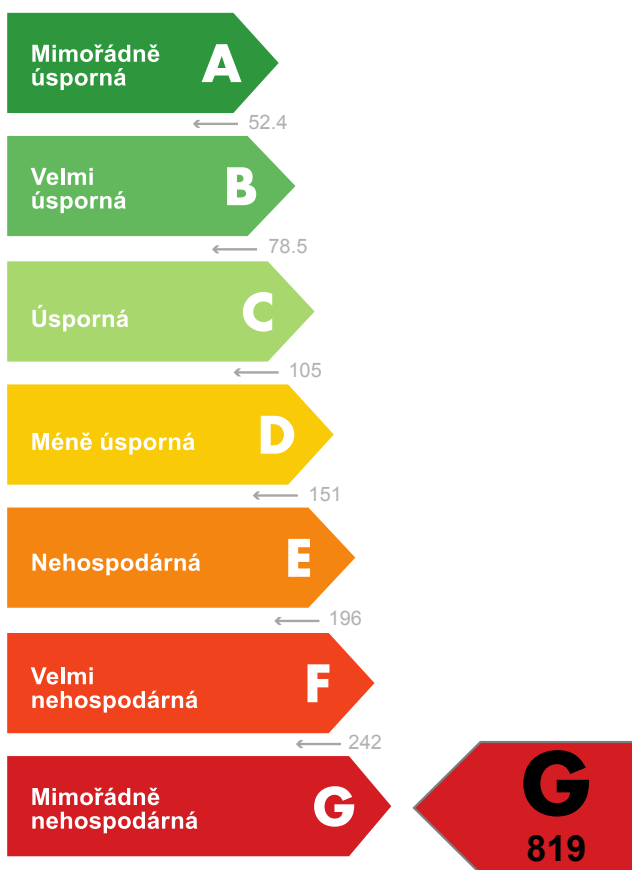 Mimořádně
úsporná
A
52.4
Velmi
úsporná
B
78.5
Úsporná
C
105
Méně úsporná
D
151
Nehospodárná
E
196
Velmi
nehospodárná
F
242
Mimořádně
nehospodárná
G
G
819